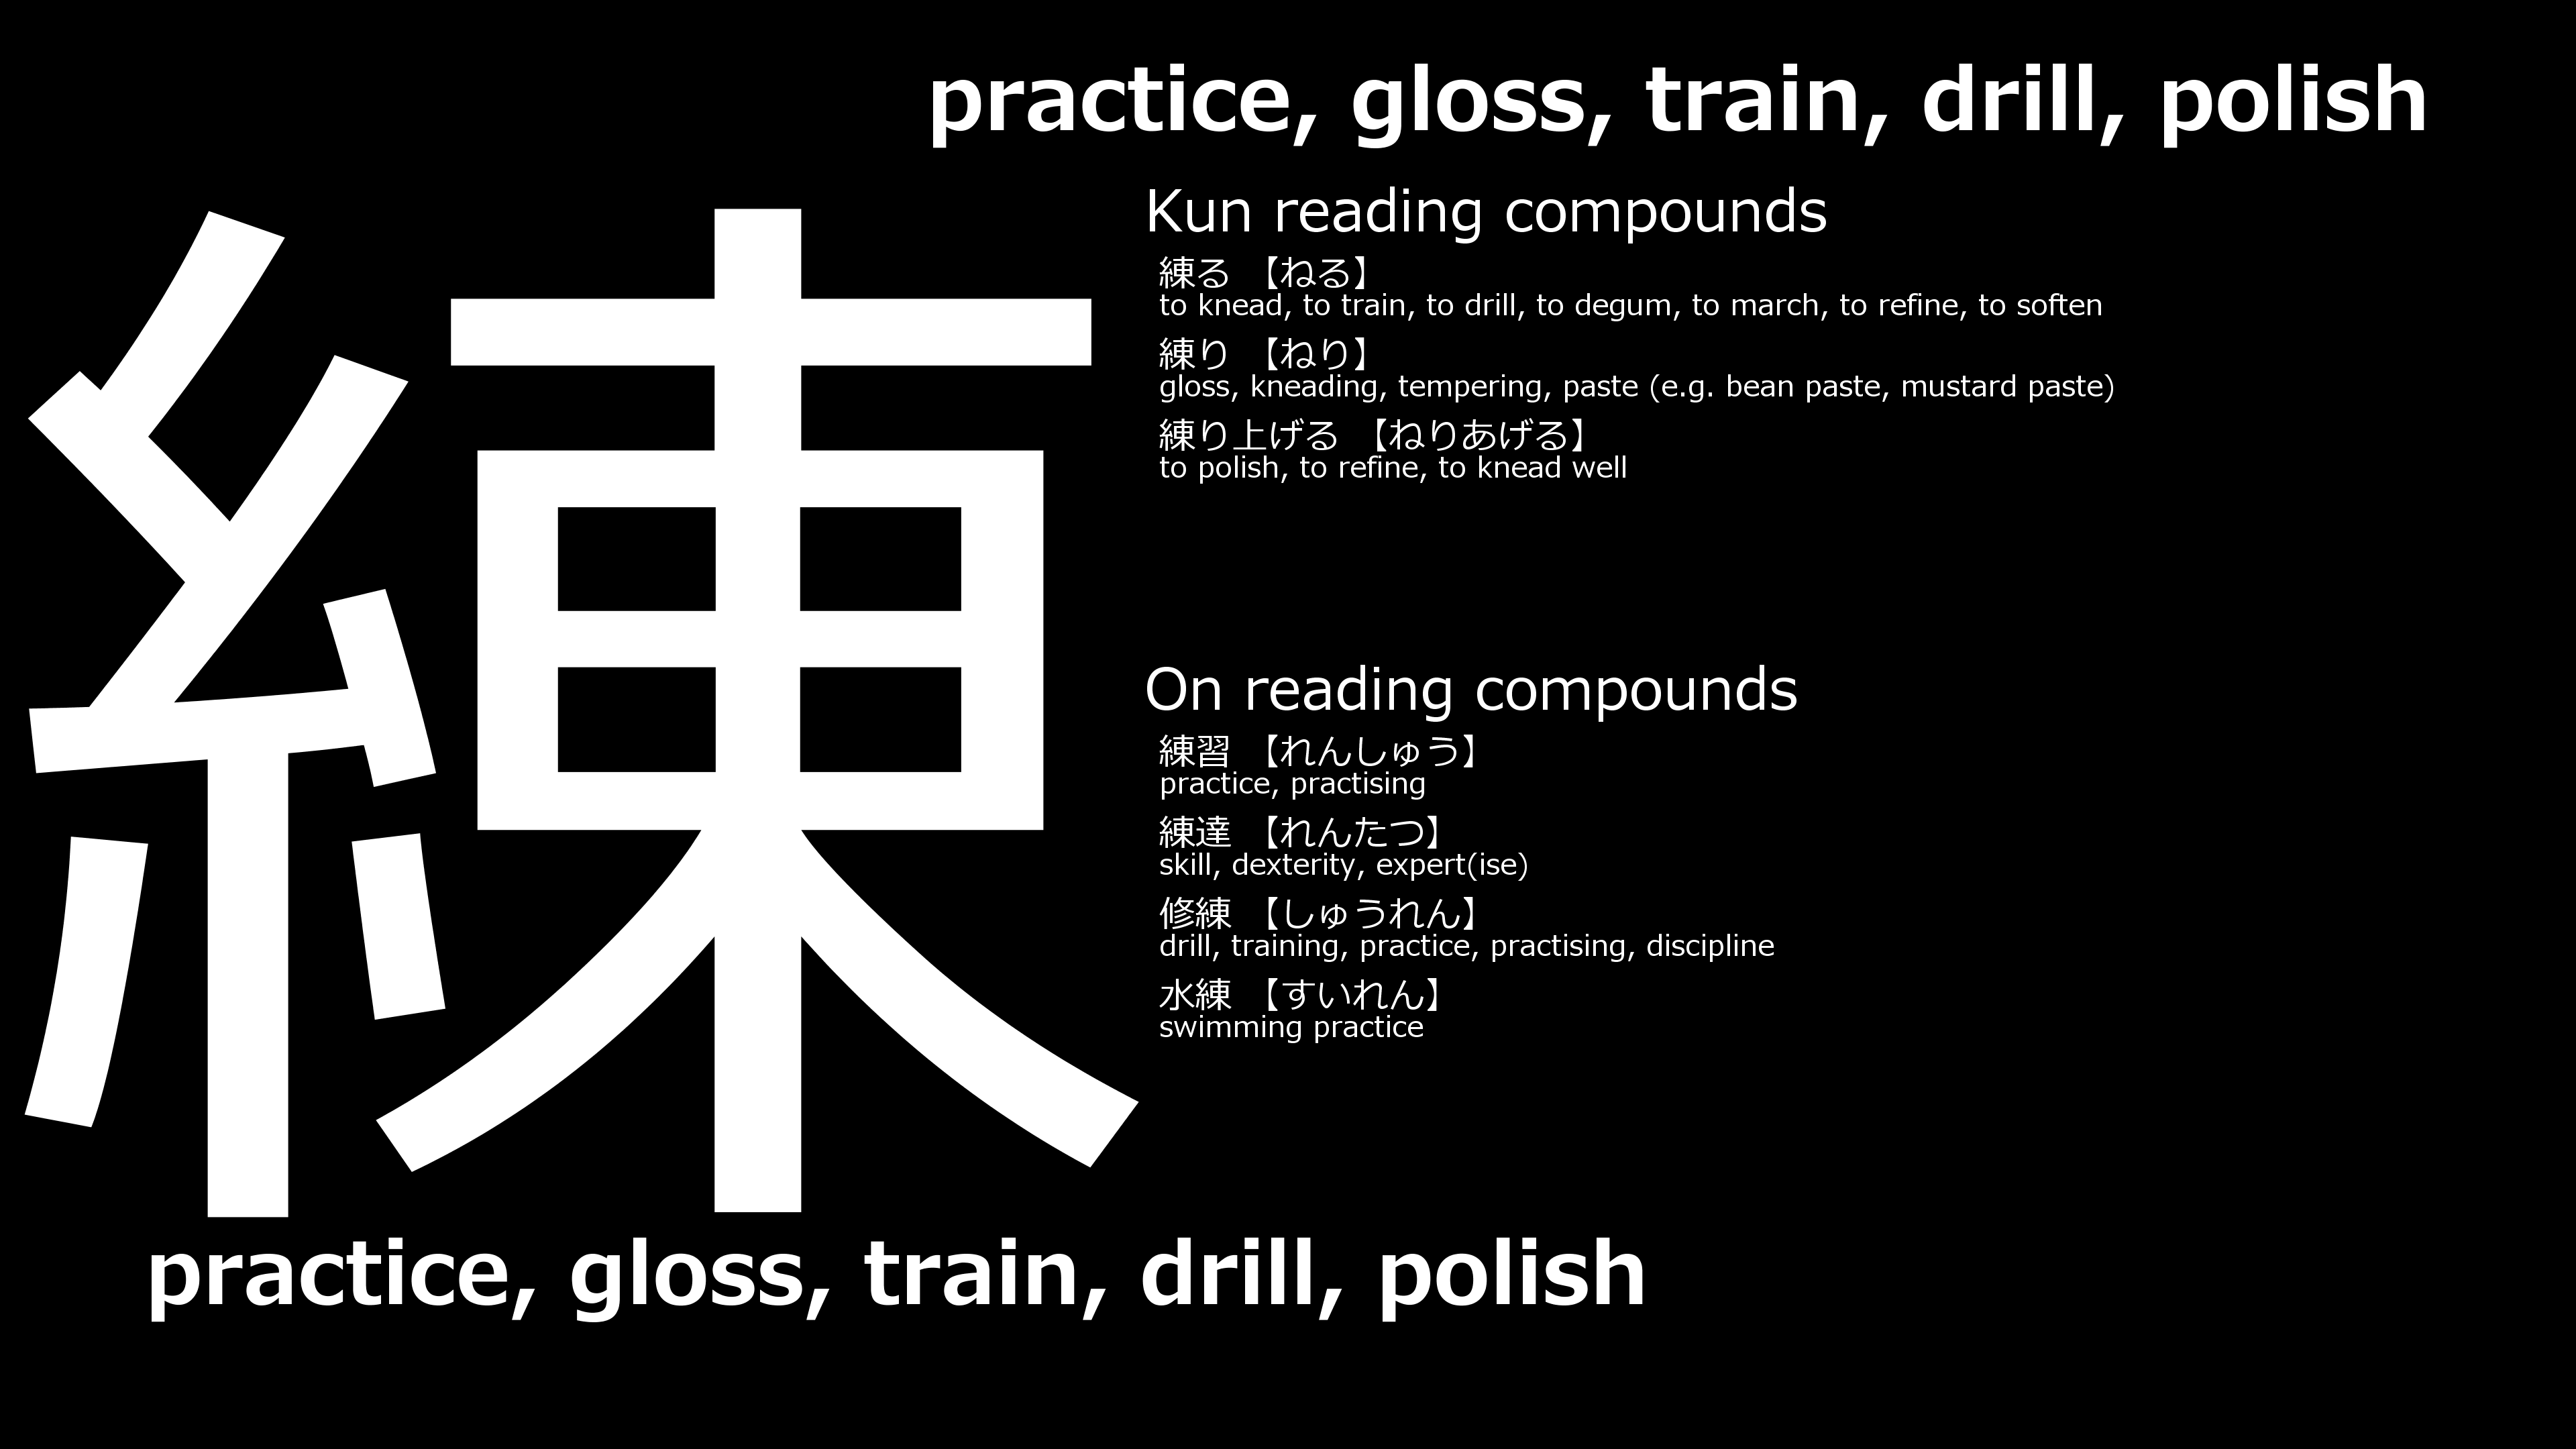 practice, gloss, train, drill, polish
練
Kun reading compounds
練る 【ねる】
to knead, to train, to drill, to degum, to march, to refine, to soften
練り 【ねり】
gloss, kneading, tempering, paste (e.g. bean paste, mustard paste)
練り上げる 【ねりあげる】
to polish, to refine, to knead well
On reading compounds
練習 【れんしゅう】
practice, practising
練達 【れんたつ】
skill, dexterity, expert(ise)
修練 【しゅうれん】
drill, training, practice, practising, discipline
水練 【すいれん】
swimming practice
practice, gloss, train, drill, polish